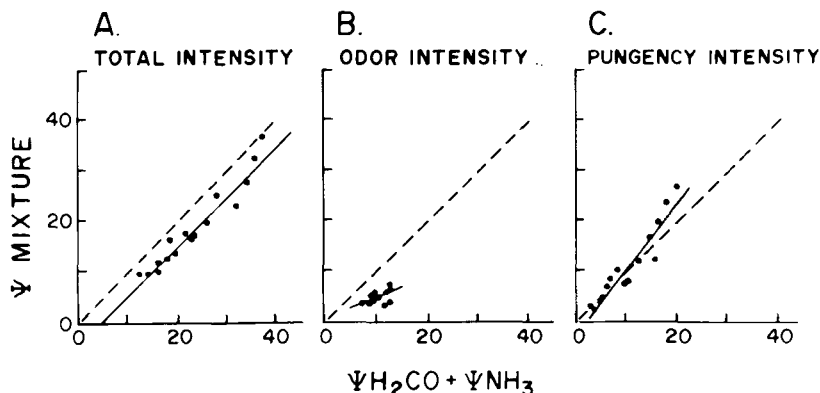 A. B. C.
TOTAL INTENSITY ODOR INTENSITY PUNGENCY INTENSITY
Ψ MIXTURE
40
20
0
0 20 40 0 20 40 0 20 40
ΨH₂CO + ΨNH₃